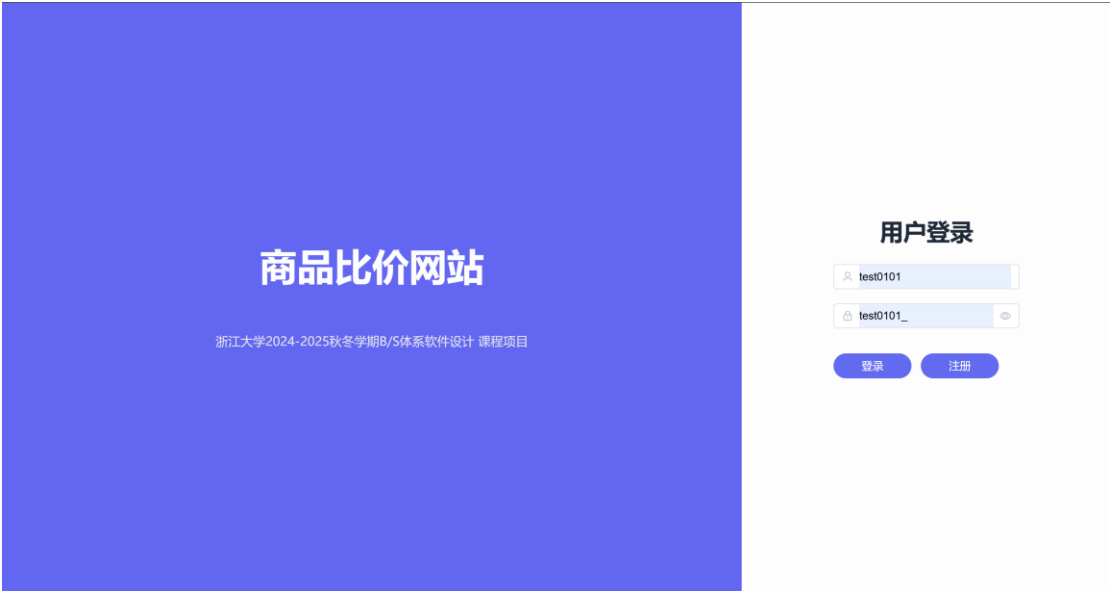 商品比价网站
浙江大学2024-2025秋冬学期B/S体系软件设计 课程项目
用户登录
test0101
test0101_
登录 注册